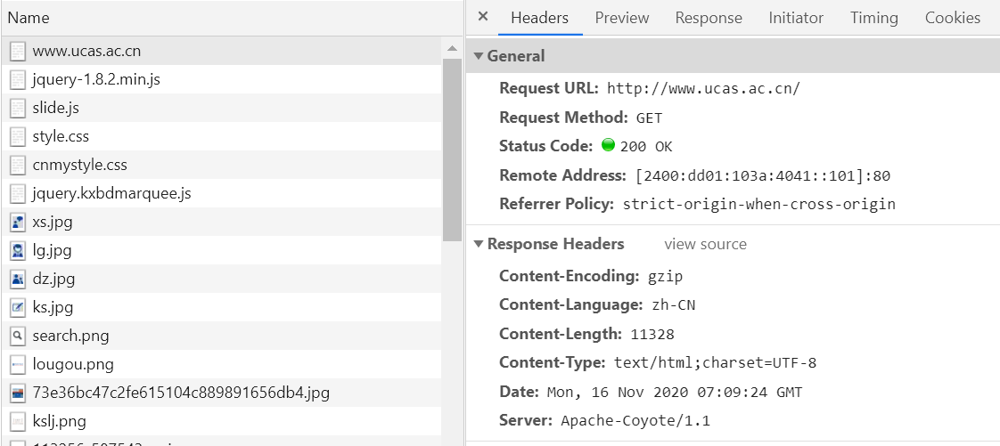 Name
www.ucas.ac.cn
jquery-1.8.2.min.js
slide.js
style.css
cnmystyle.css
jquery.kxbdmarquee.js
xs.jpg
lg.jpg
dz.jpg
ks.jpg
search.png
lougou.png
73e36bc47c2fe615104c889891656db4.jpg
kslj.png
× Headers Preview Response Initiator Timing Cookies
General
Request URL: http://www.ucas.ac.cn/
Request Method: GET
Status Code: 200 OK
Remote Address: [2400:dd01:103a:4041::101]:80
Referrer Policy: strict-origin-when-cross-origin
Response Headers view source
Content-Encoding: gzip
Content-Language: zh-CN
Content-Length: 11328
Content-Type: text/html;charset=UTF-8
Date: Mon, 16 Nov 2020 07:09:24 GMT
Server: Apache-Coyote/1.1